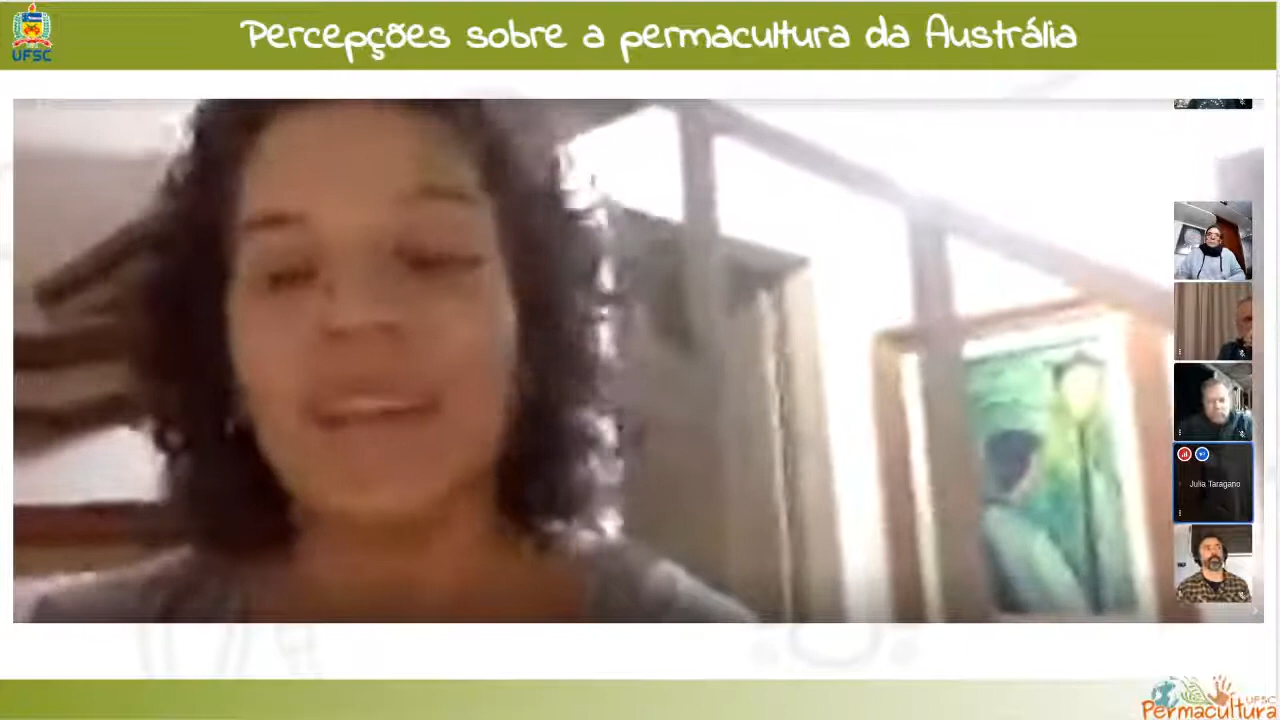 UFSC
Percepções sobre a permacultura da Austrália
Julia Taragano
UFSC
Permacultura